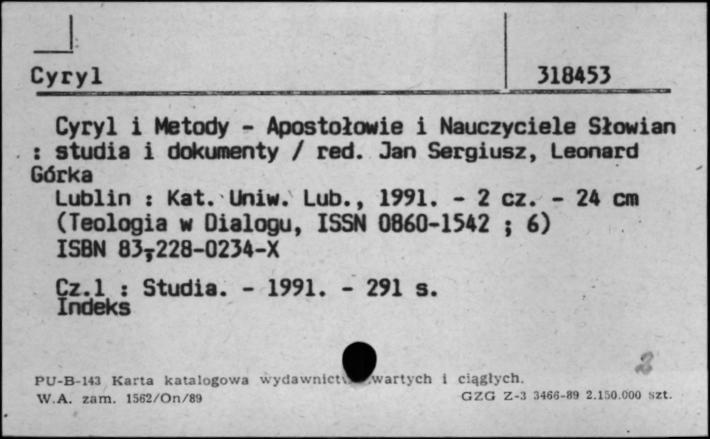 Cyryl 318453
Cyryl i Metody - Apostołowie i Nauczyciele Słowian
: studia i dokumenty / red. Jan Sergiusz, Leonard
Górka
Lublin : Kat. Uniw. Lub., 1991. - 2 cz. - 24 cm
(Teologia w Dialogu, ISSN 0860-1542 ; 6)
ISBN 83-228-0234-X
Cz.1 : Studia. - 1991. - 291 s.
Indeks
2
PU-B-143 Karta katalogowa wartych i ciągłych.
W.A. zam. 1562/On/89 GZG Z-3 3466-89 2.150.000 szt.